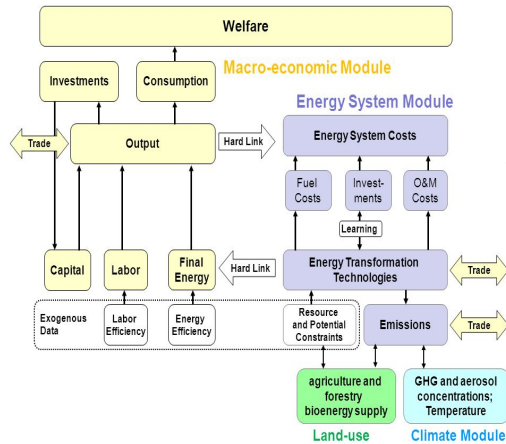 Welfare
Macro-economic Module
Investments
Consumption
Energy System Module
Trade
Output
Hard Link
Energy System Costs
Fuel
Costs
Invest-
ments
O&M
Costs
Learning
Capital
Labor
Final
Energy
Hard Link
Energy Transformation
Technologies
Trade
Exogenous
Data
Labor
Efficiency
Energy
Efficiency
Resource
and Potential
Constraints
Emissions
Trade
agriculture and
forestry
bioenergy supply
GHG and aerosol
concentrations;
Temperature
Land-use
Climate Module